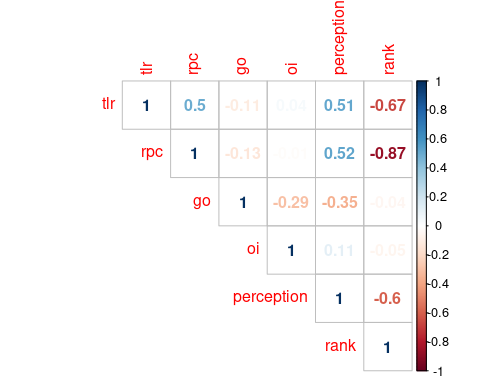 tlr rpc go oi perception rank
tlr 1 0.5 -0.11 0.04 0.51 -0.67
rpc 1 -0.13 0.52 -0.87
go 1 -0.29 -0.35 -0.04
oi 1 0.11 -0.05
perception 1 -0.6
rank 1
1
0.8
0.6
0.4
0.2
0
-0.2
-0.4
-0.6
-0.8
-1